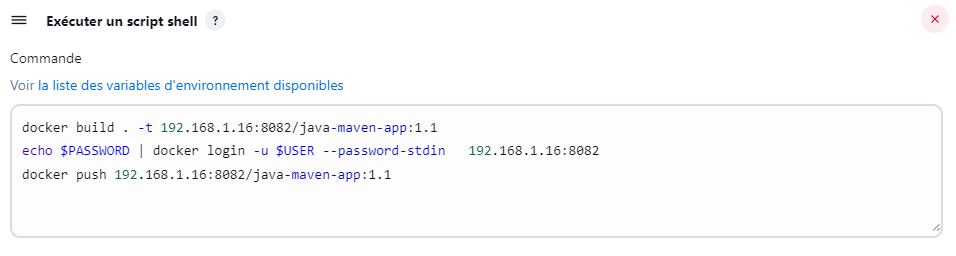 Exécuter un script shell ?
Commande
Voir la liste des variables d'environnement disponibles
docker build . -t 192.168.1.16:8082/java-maven-app:1.1
echo $PASSWORD | docker login -u $USER --password-stdin   192.168.1.16:8082
docker push 192.168.1.16:8082/java-maven-app:1.1